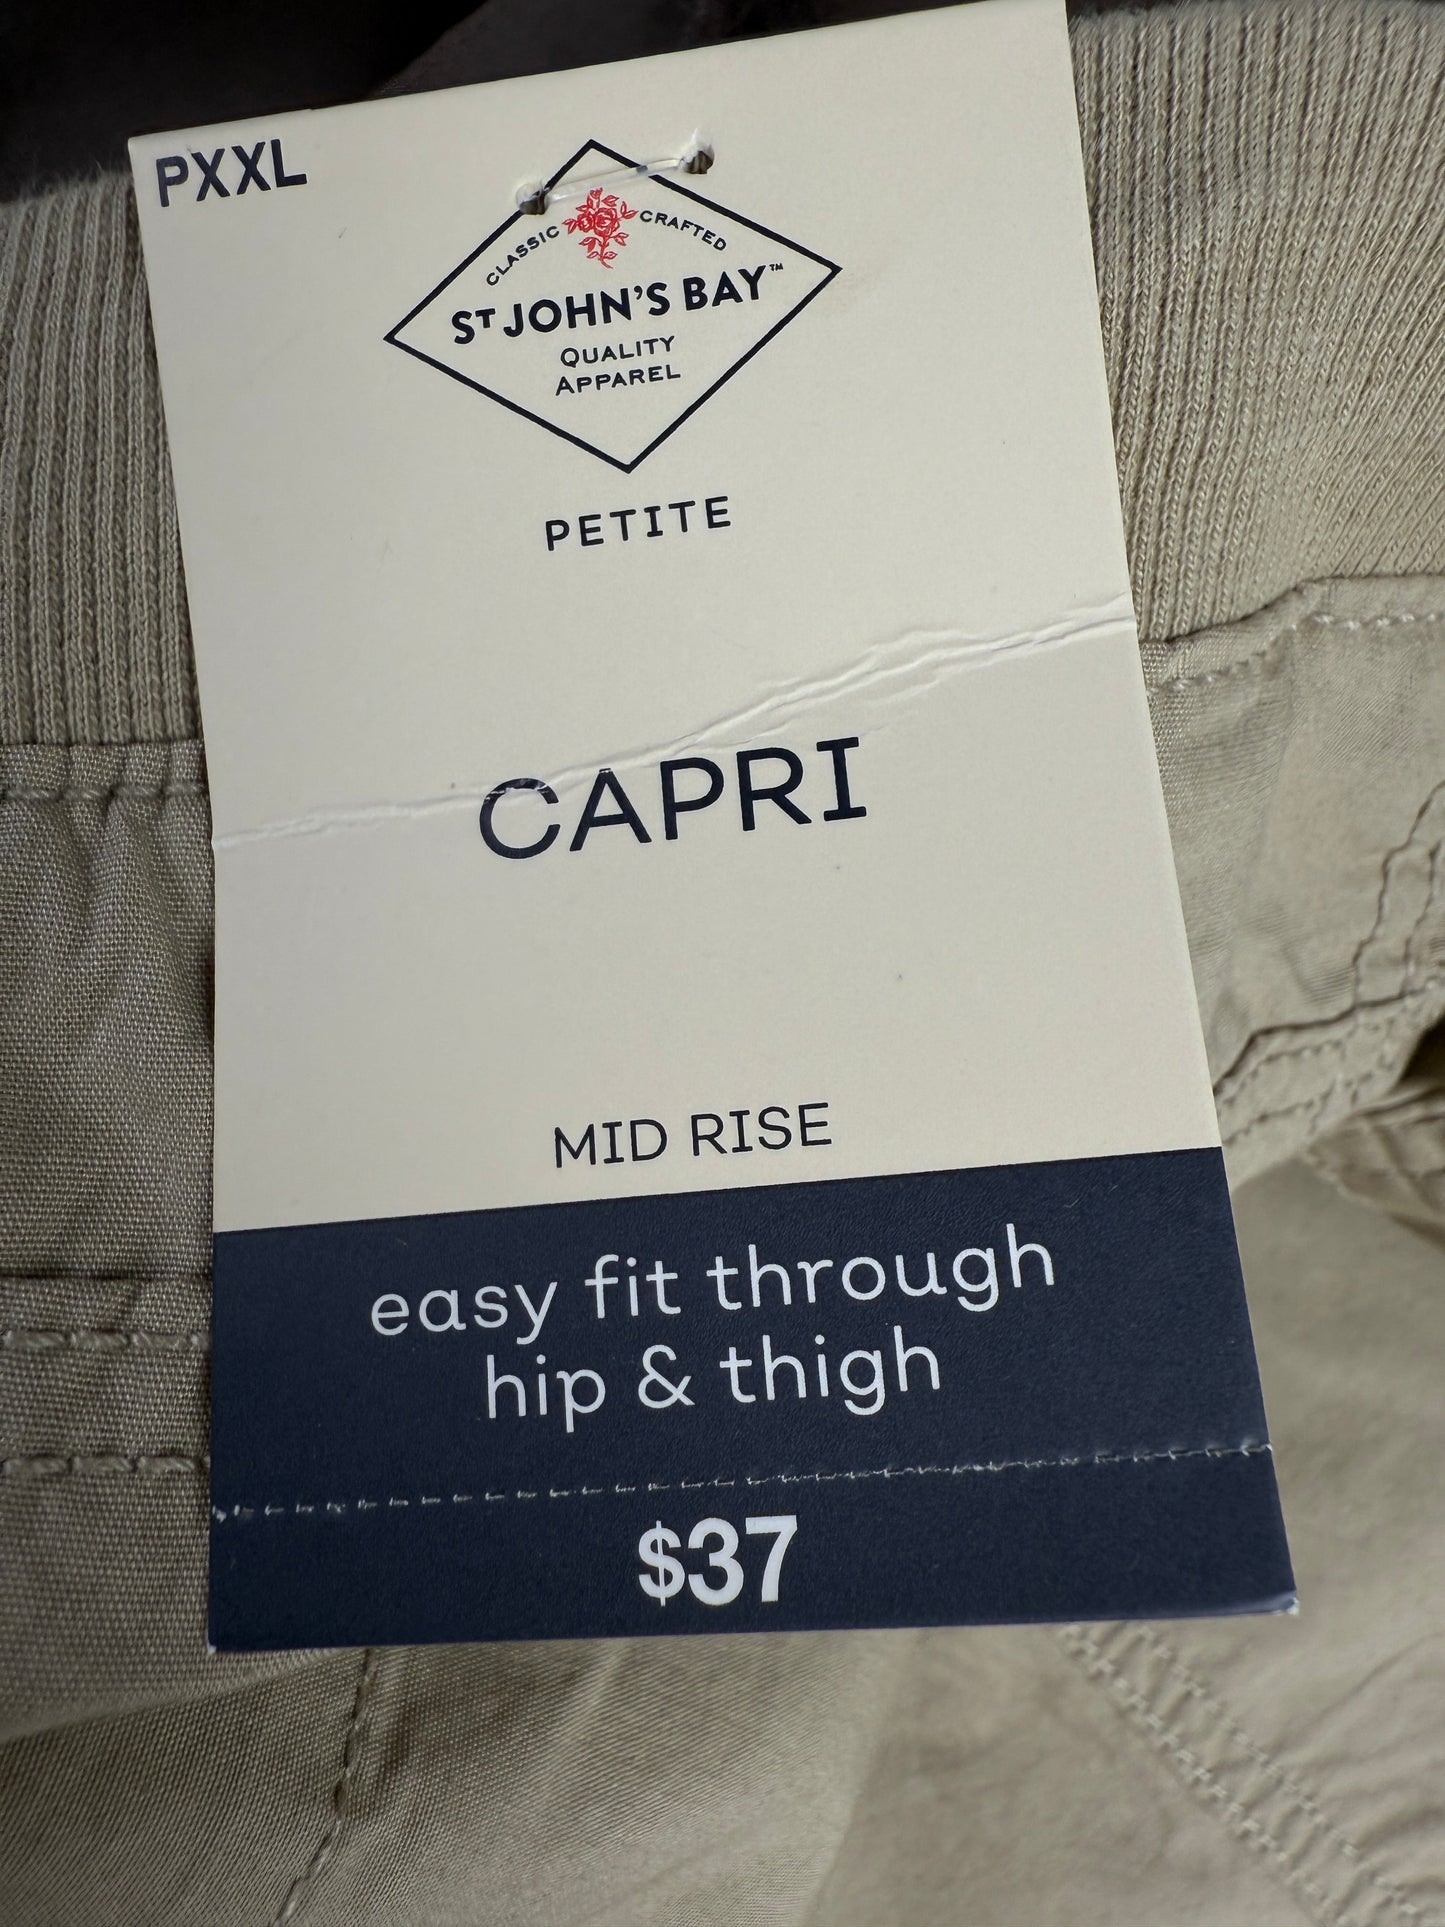 PXXL
CLASSIC CRAFTED
ST JOHN'S BAY™
QUALITY
APPAREL
PETITE
CAPRI
MID RISE
easy fit through
hip & thigh
$37